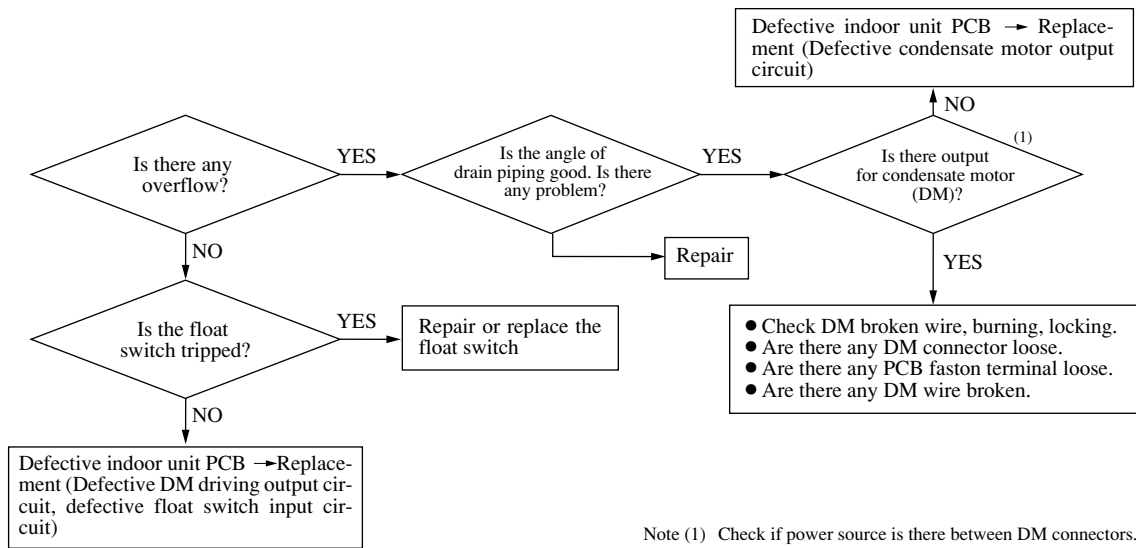 Defective indoor unit PCB → Replace-
ment (Defective condensate motor output
circuit)
NO
(1)
Is there any
overflow?
YES
Is the angle of
drain piping good. Is there
any problem?
YES
Is there output
for condensate motor
(DM)?
NO
Repair
YES
Is the float
switch tripped?
YES
Repair or replace the
float switch
● Check DM broken wire, burning, locking.
● Are there any DM connector loose.
● Are there any PCB faston terminal loose.
● Are there any DM wire broken.
NO
Defective indoor unit PCB →Replace-
ment (Defective DM driving output cir-
cuit, defective float switch input cir-
cuit)
Note (1) Check if power source is there between DM connectors.